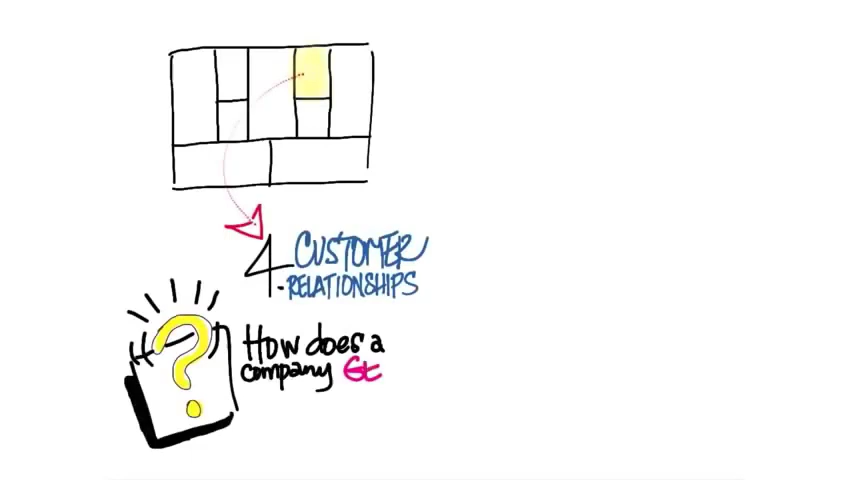 4. CUSTOMER
RELATIONSHIPS
?
How does a
company